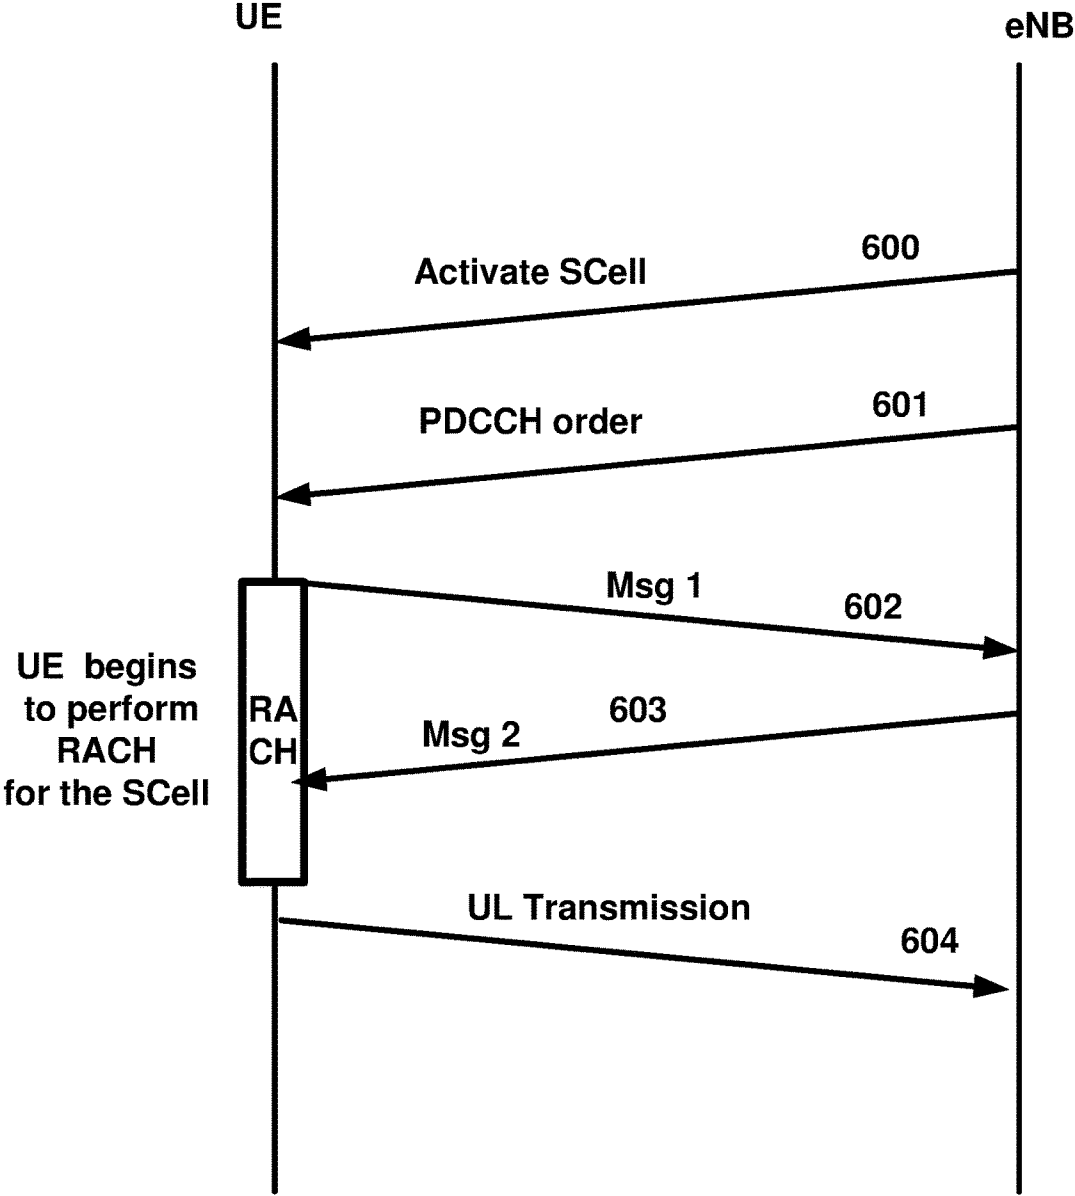 UE
eNB
600
Activate SCell
601
PDCCH order
Msg 1
602
UE begins
to perform
RACH
for the SCell
RA
CH
603
Msg 2
UL Transmission
604